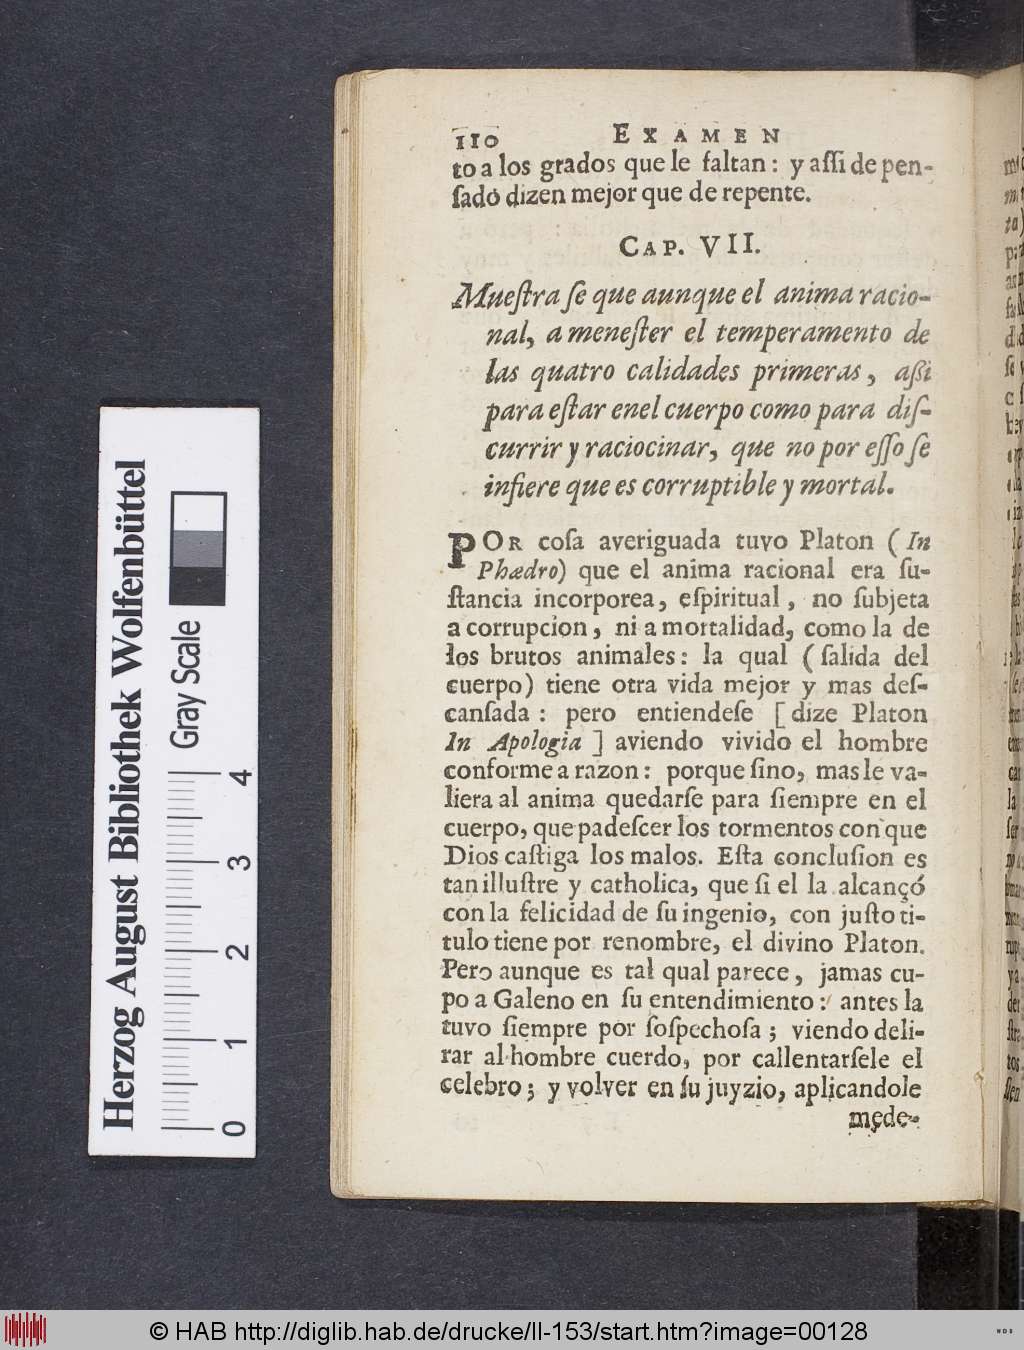 110 EXAMEN
to a los grados que le faltan: y aſſi de pen-
ſadó dizen mejor que de repente.
CAP. VII.
Mueſtra ſe que aunque el anima racio-
nal, a meneſter el temperamento de
las quatro calidades primeras, aßi
para eſtar enel cuerpo como para diſ-
currir y raciocinar, que no por eſſo ſe
infiere que es corruptible y mortal.
POR coſa averiguada tuvo Platon (In
Phædro) que el anima racional era ſu-
ſtancia incorporea, eſpiritual, no ſubjeta
a corrupcion, ni a mortalidad, como la de
los brutos animales: la qual (ſalida del
cuerpo) tiene otra vida mejor y mas deſ-
canſada: pero entiendeſe [dize Platon
In Apologia] aviendo vivido el hombre
conforme a razon: porque ſino, mas le va-
liera al anima quedarſe para ſiempre en el
cuerpo, que padeſcer los tormentos con que
Dios caſtiga los malos. Eſta concluſion es
tan illuſtre y catholica, que ſi el la alcançó
con la felicidad de ſu ingenio, con juſto ti-
tulo tiene por renombre, el divino Platon.
Pero aunque es tal qual parece, jamas cu-
po a Galeno en ſu entendimiento: antes la
tuvo ſiempre por ſoſpechoſa; viendo deli-
rar al hombre cuerdo, por callentarſele el
celebro; y volver en ſu juyzio, aplicandole
mede-
Herzog August Bibliothek Wolfenbüttel
Gray Scale
0 1 2 3 4
© HAB http://diglib.hab.de/drucke/ll-153/start.htm?image=00128